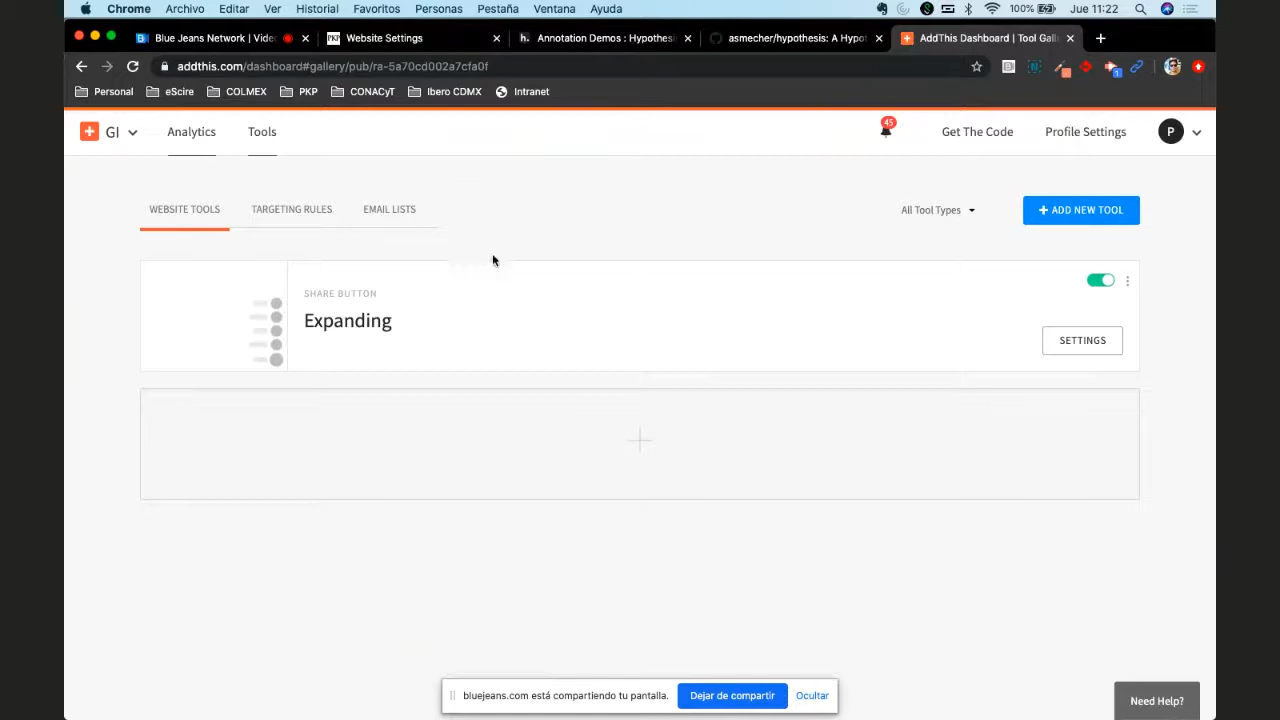 Chrome Archivo Editar Ver Historial Favoritos Personas Pestaña Ventana Ayuda 100% Jue 11:22
Blue Jeans Network | Video
PKP Website Settings
h. Annotation Demos : Hypothes
asmecher/hypothesis: A Hypot
AddThis Dashboard | Tool Gall
addthis.com/dashboard#gallery/pub/ra-5a70cd002a7cfa0f
Personal eScire COLMEX PKP CONACyT Ibero CDMX Intranet
GI Analytics Tools 45 Get The Code Profile Settings P
WEBSITE TOOLS TARGETING RULES EMAIL LISTS All Tool Types + ADD NEW TOOL
SHARE BUTTON
Expanding
SETTINGS
bluejeans.com está compartiendo tu pantalla. Dejar de compartir Ocultar
Need Help?